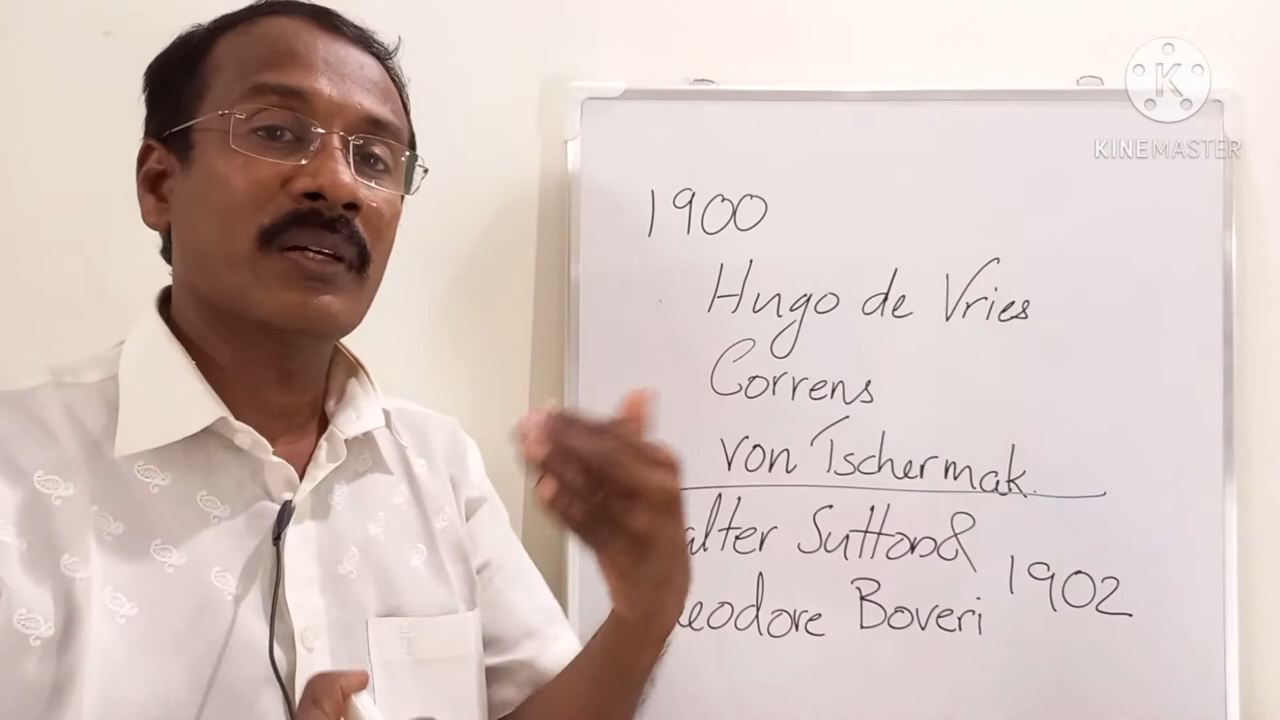 KINEMASTER
1900
Hugo de Vries
Correns
von Tschermak
alter Sutton &
1902
eodore Boveri